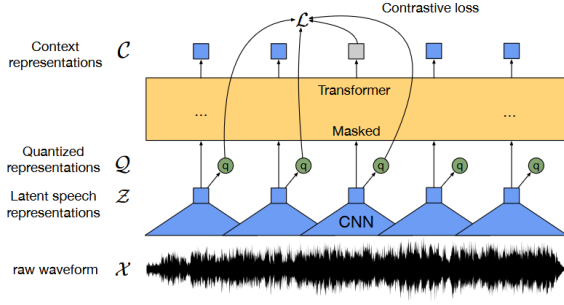 Contrastive loss
ℒ
Context
representations
𝒞
Transformer
... ...
Masked
Quantized
representations
𝒬
q q q q q
Latent speech
representations
𝒵
CNN
raw waveform
𝒳